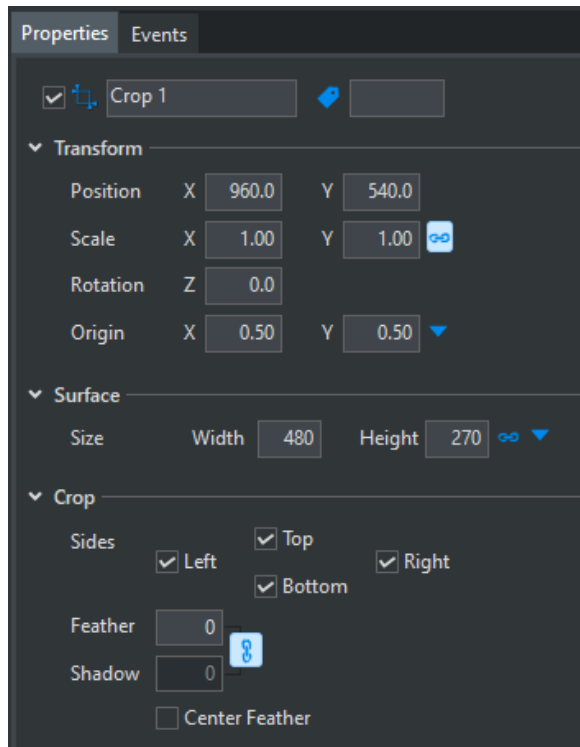 Properties Events
Crop 1
Transform
Position X 960.0 Y 540.0
Scale X 1.00 Y 1.00
Rotation Z 0.0
Origin X 0.50 Y 0.50
Surface
Size Width 480 Height 270
Crop
Sides
Top
Left Right
Bottom
Feather 0
Shadow 0
Center Feather